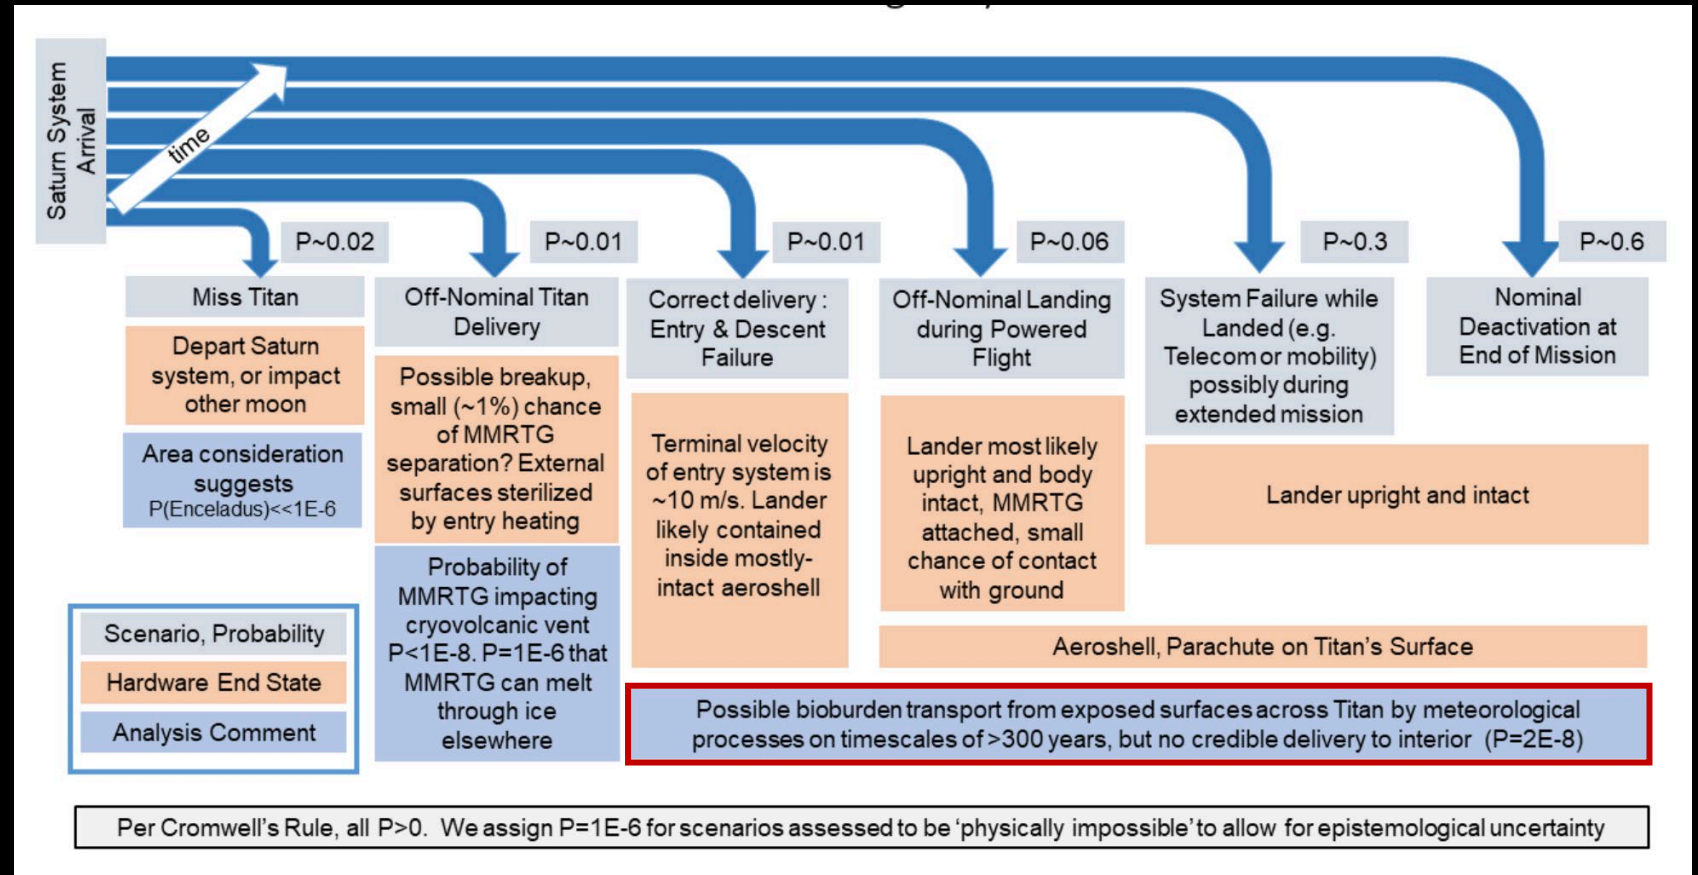 Saturn System
Arrival
time
P~0.02
P~0.01
P~0.01
P~0.06
P~0.3
P~0.6
Miss Titan
Depart Saturn
system, or impact
other moon
Area consideration
suggests
P(Enceladus)<<1E-6
Off-Nominal Titan
Delivery
Possible breakup,
small (~1%) chance
of MMRTG
separation? External
surfaces sterilized
by entry heating
Probability of
MMRTG impacting
cryovolcanic vent
P<1E-8. P=1E-6 that
MMRTG can melt
through ice
elsewhere
Correct delivery :
Entry & Descent
Failure
Terminal velocity
of entry system is
~10 m/s. Lander
likely contained
inside mostly-
intact aeroshell
Off-Nominal Landing
during Powered
Flight
Lander most likely
upright and body
intact, MMRTG
attached, small
chance of contact
with ground
System Failure while
Landed (e.g.
Telecom or mobility)
possibly during
extended mission
Nominal
Deactivation at
End of Mission
Lander upright and intact
Aeroshell, Parachute on Titan's Surface
Possible bioburden transport from exposed surfaces across Titan by meteorological
processes on timescales of >300 years, but no credible delivery to interior (P=2E-8)
Scenario, Probability
Hardware End State
Analysis Comment
Per Cromwell's Rule, all P>0. We assign P=1E-6 for scenarios assessed to be 'physically impossible' to allow for epistemological uncertainty